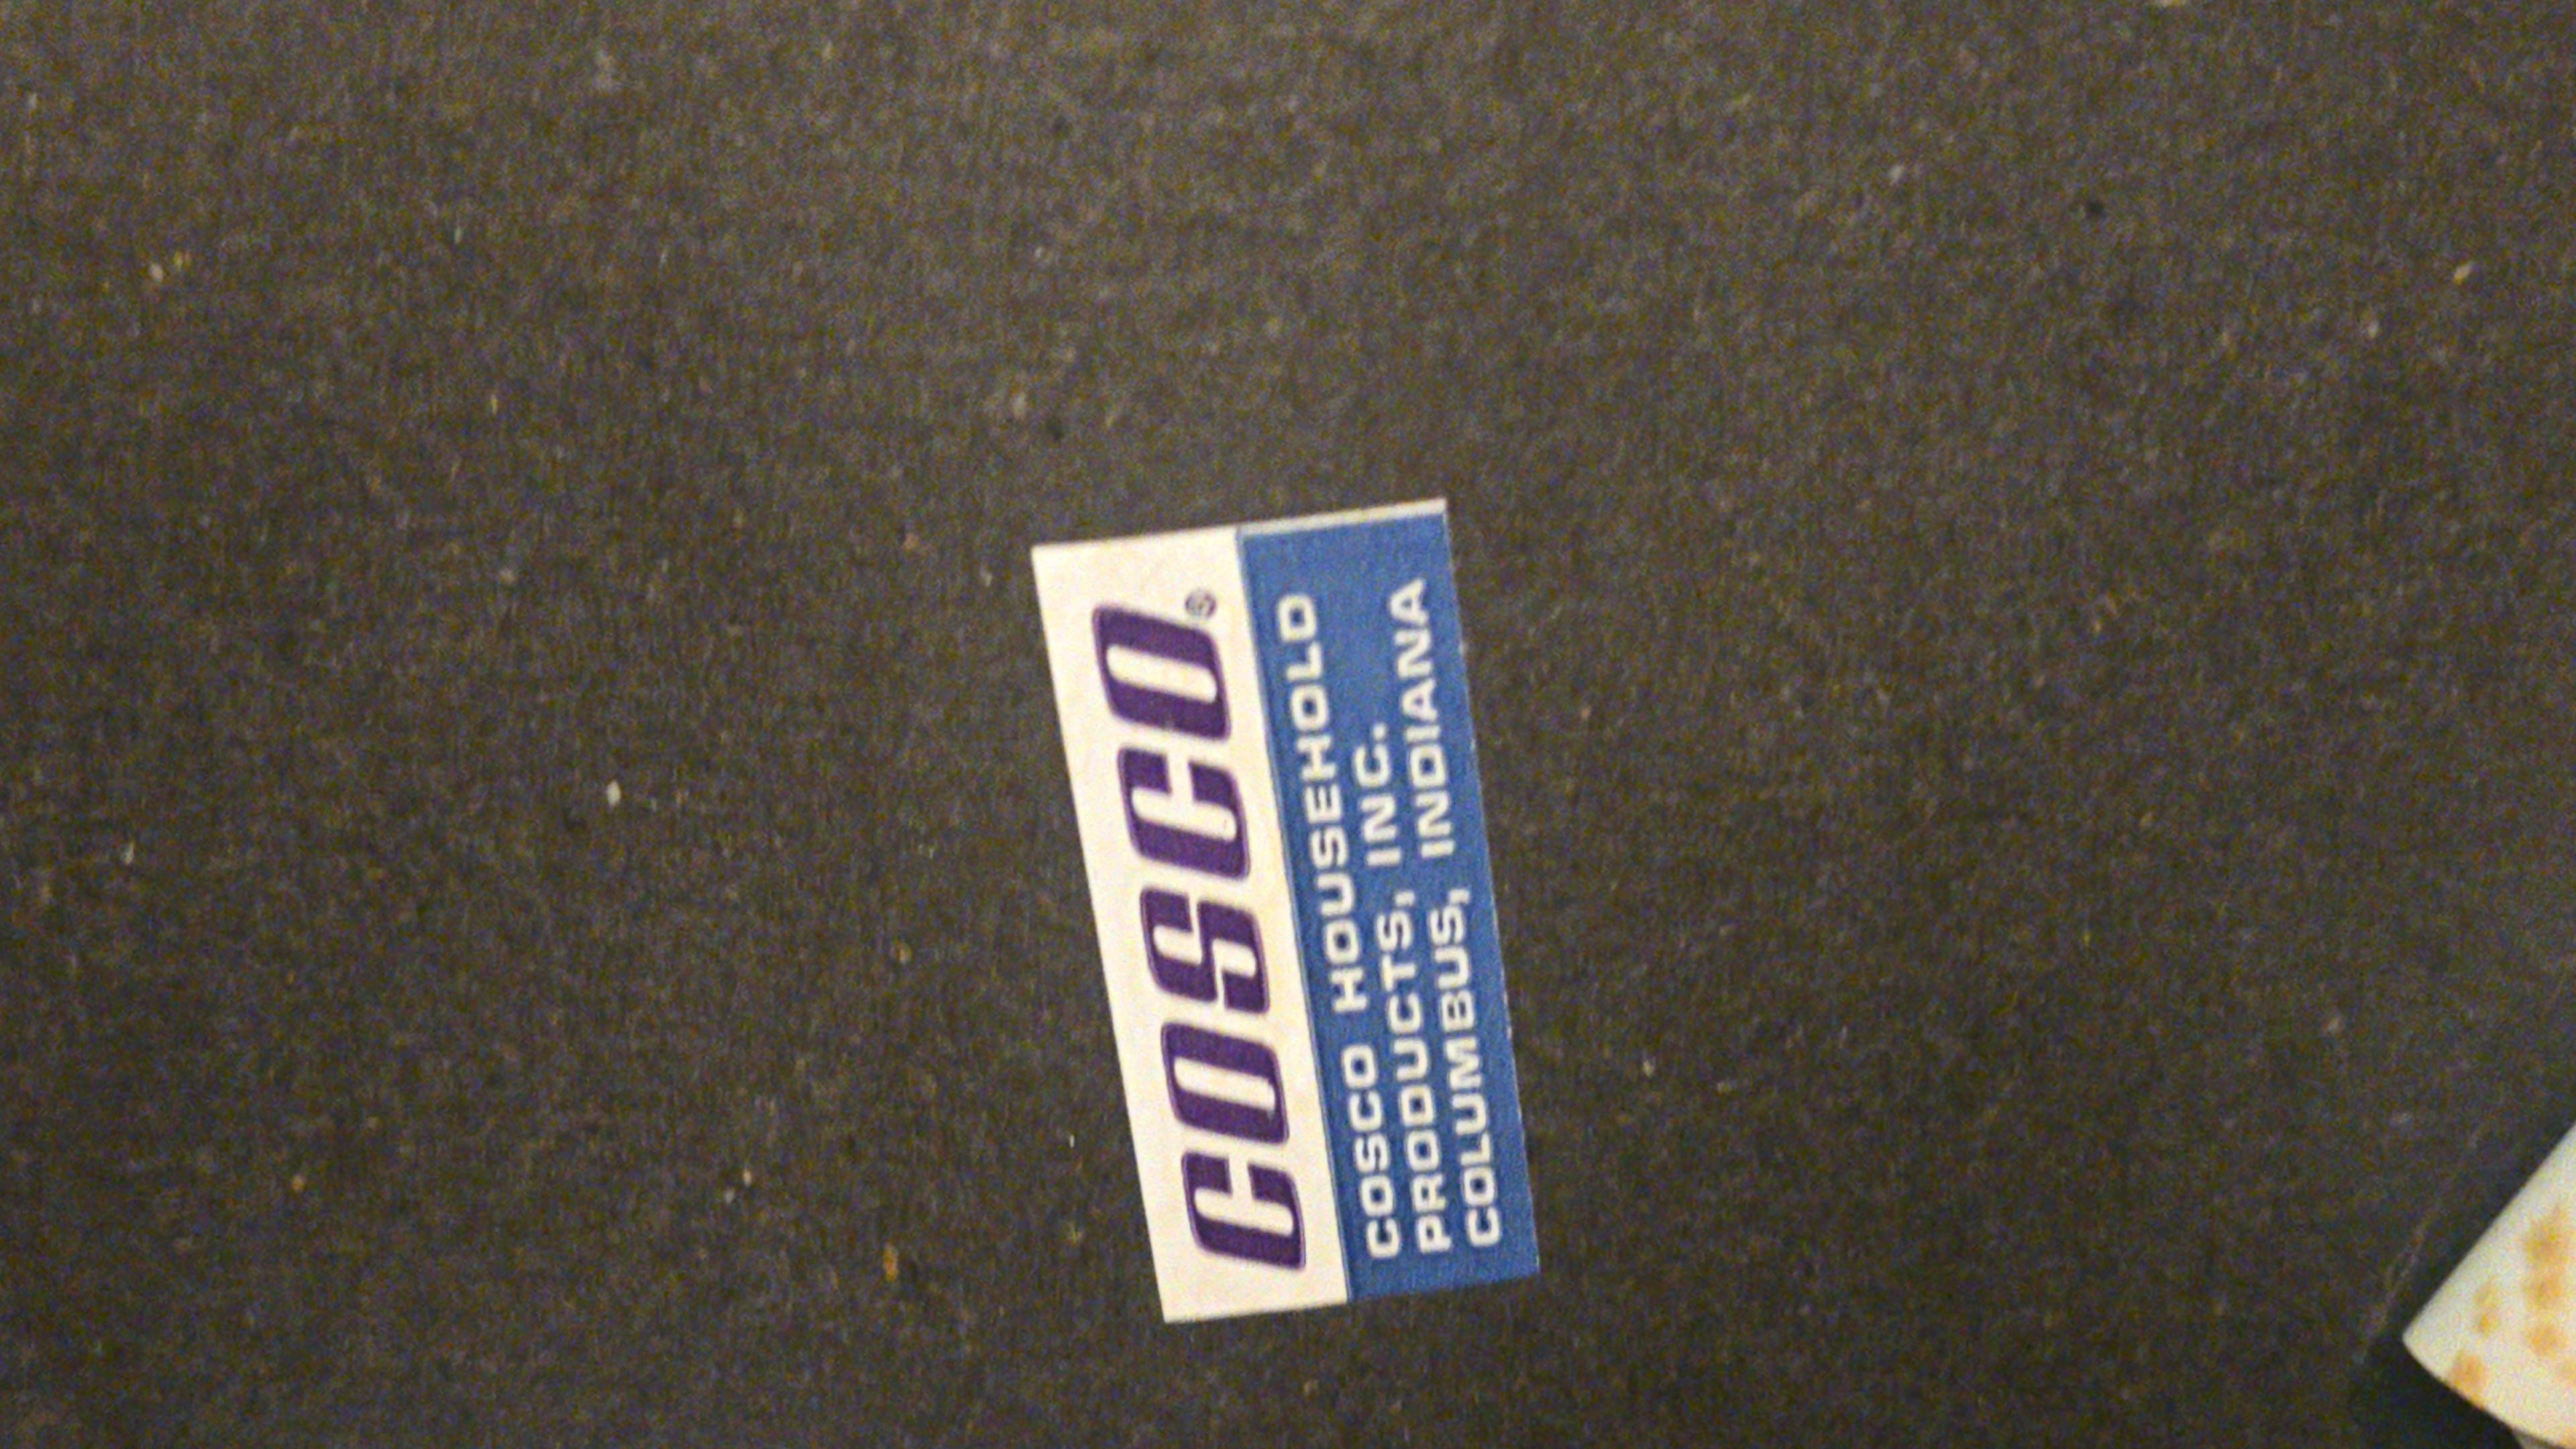 COSCO®
COSCO HOUSEHOLD
PRODUCTS, INC.
COLUMBUS, INDIANA